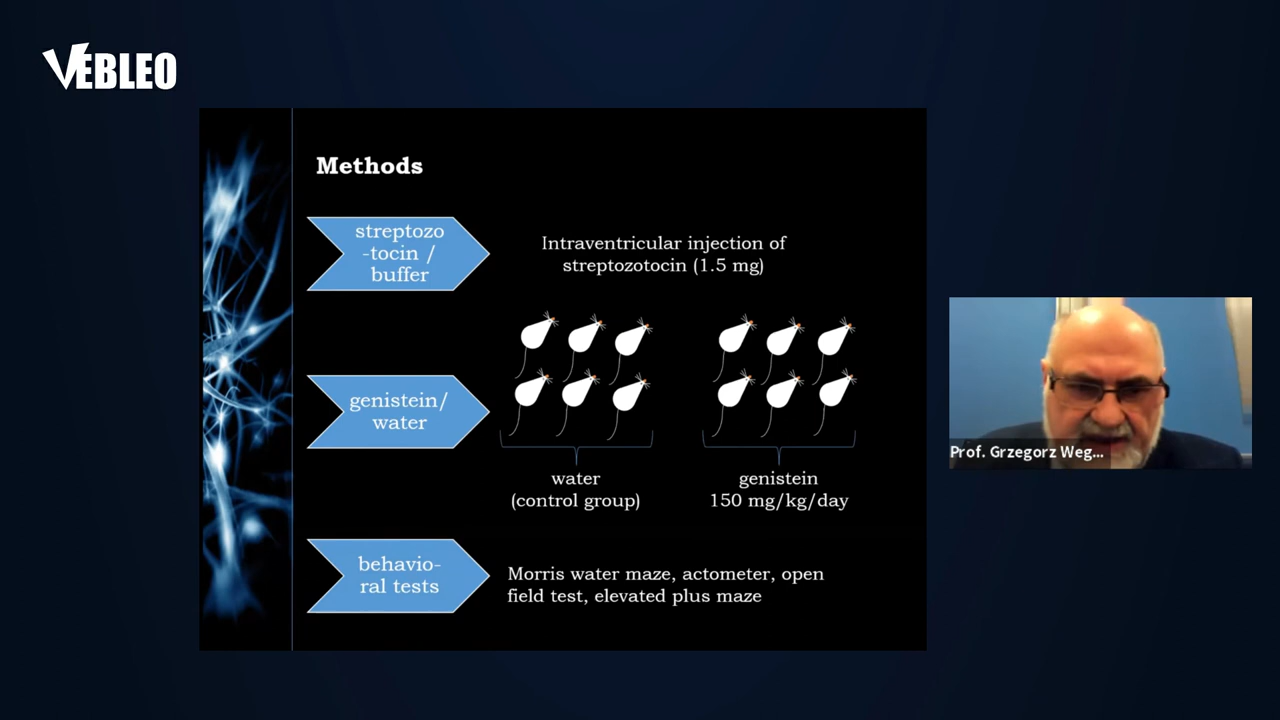 VEBLEO
Methods
streptozo
-tocin /
buffer
Intraventricular injection of
streptozotocin (1.5 mg)
genistein/
water
water
(control group)
genistein
150 mg/kg/day
behavio-
ral tests
Morris water maze, actometer, open
field test, elevated plus maze
Prof. Grzegorz Weg...